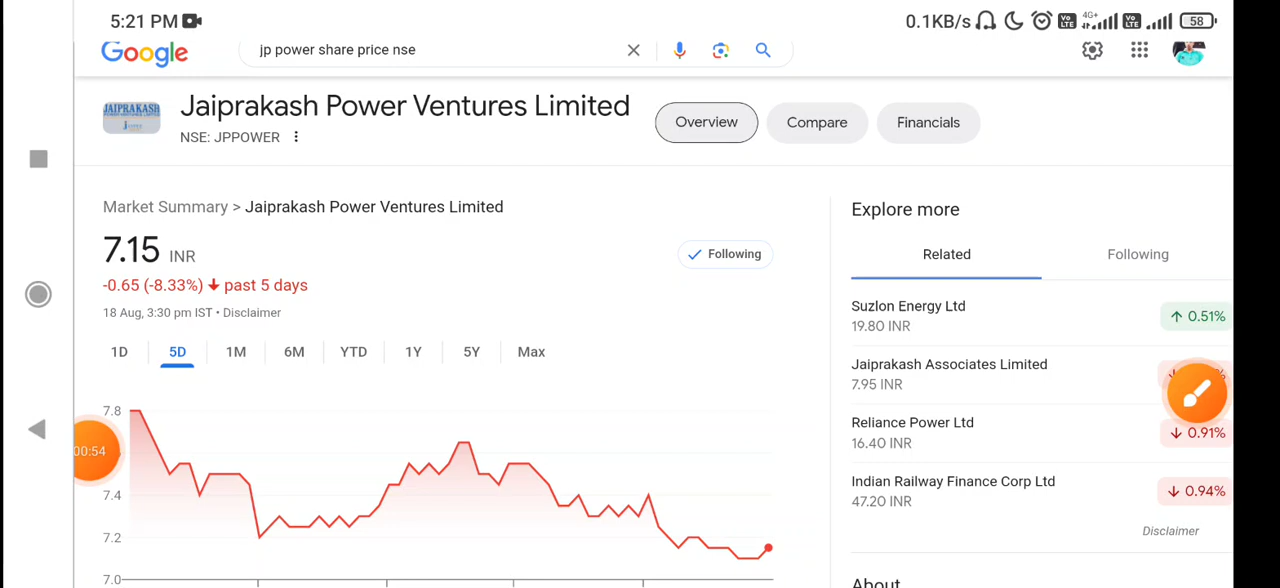 5:21 PM
0.1KB/s
4G+
Vo LTE
Vo LTE
58
Google
jp power share price nse
JAIPRAKASH
Jaiprakash Power Ventures Limited
NSE: JPPOWER
Overview
Compare
Financials
Market Summary > Jaiprakash Power Ventures Limited
7.15 INR
Following
-0.65 (-8.33%) ↓ past 5 days
18 Aug, 3:30 pm IST • Disclaimer
1D
5D
1M
6M
YTD
1Y
5Y
Max
7.8
7.4
7.2
7.0
00:54
Explore more
Related
Following
Suzlon Energy Ltd
19.80 INR
↑ 0.51%
Jaiprakash Associates Limited
7.95 INR
Reliance Power Ltd
16.40 INR
↓ 0.91%
Indian Railway Finance Corp Ltd
47.20 INR
↓ 0.94%
Disclaimer
About